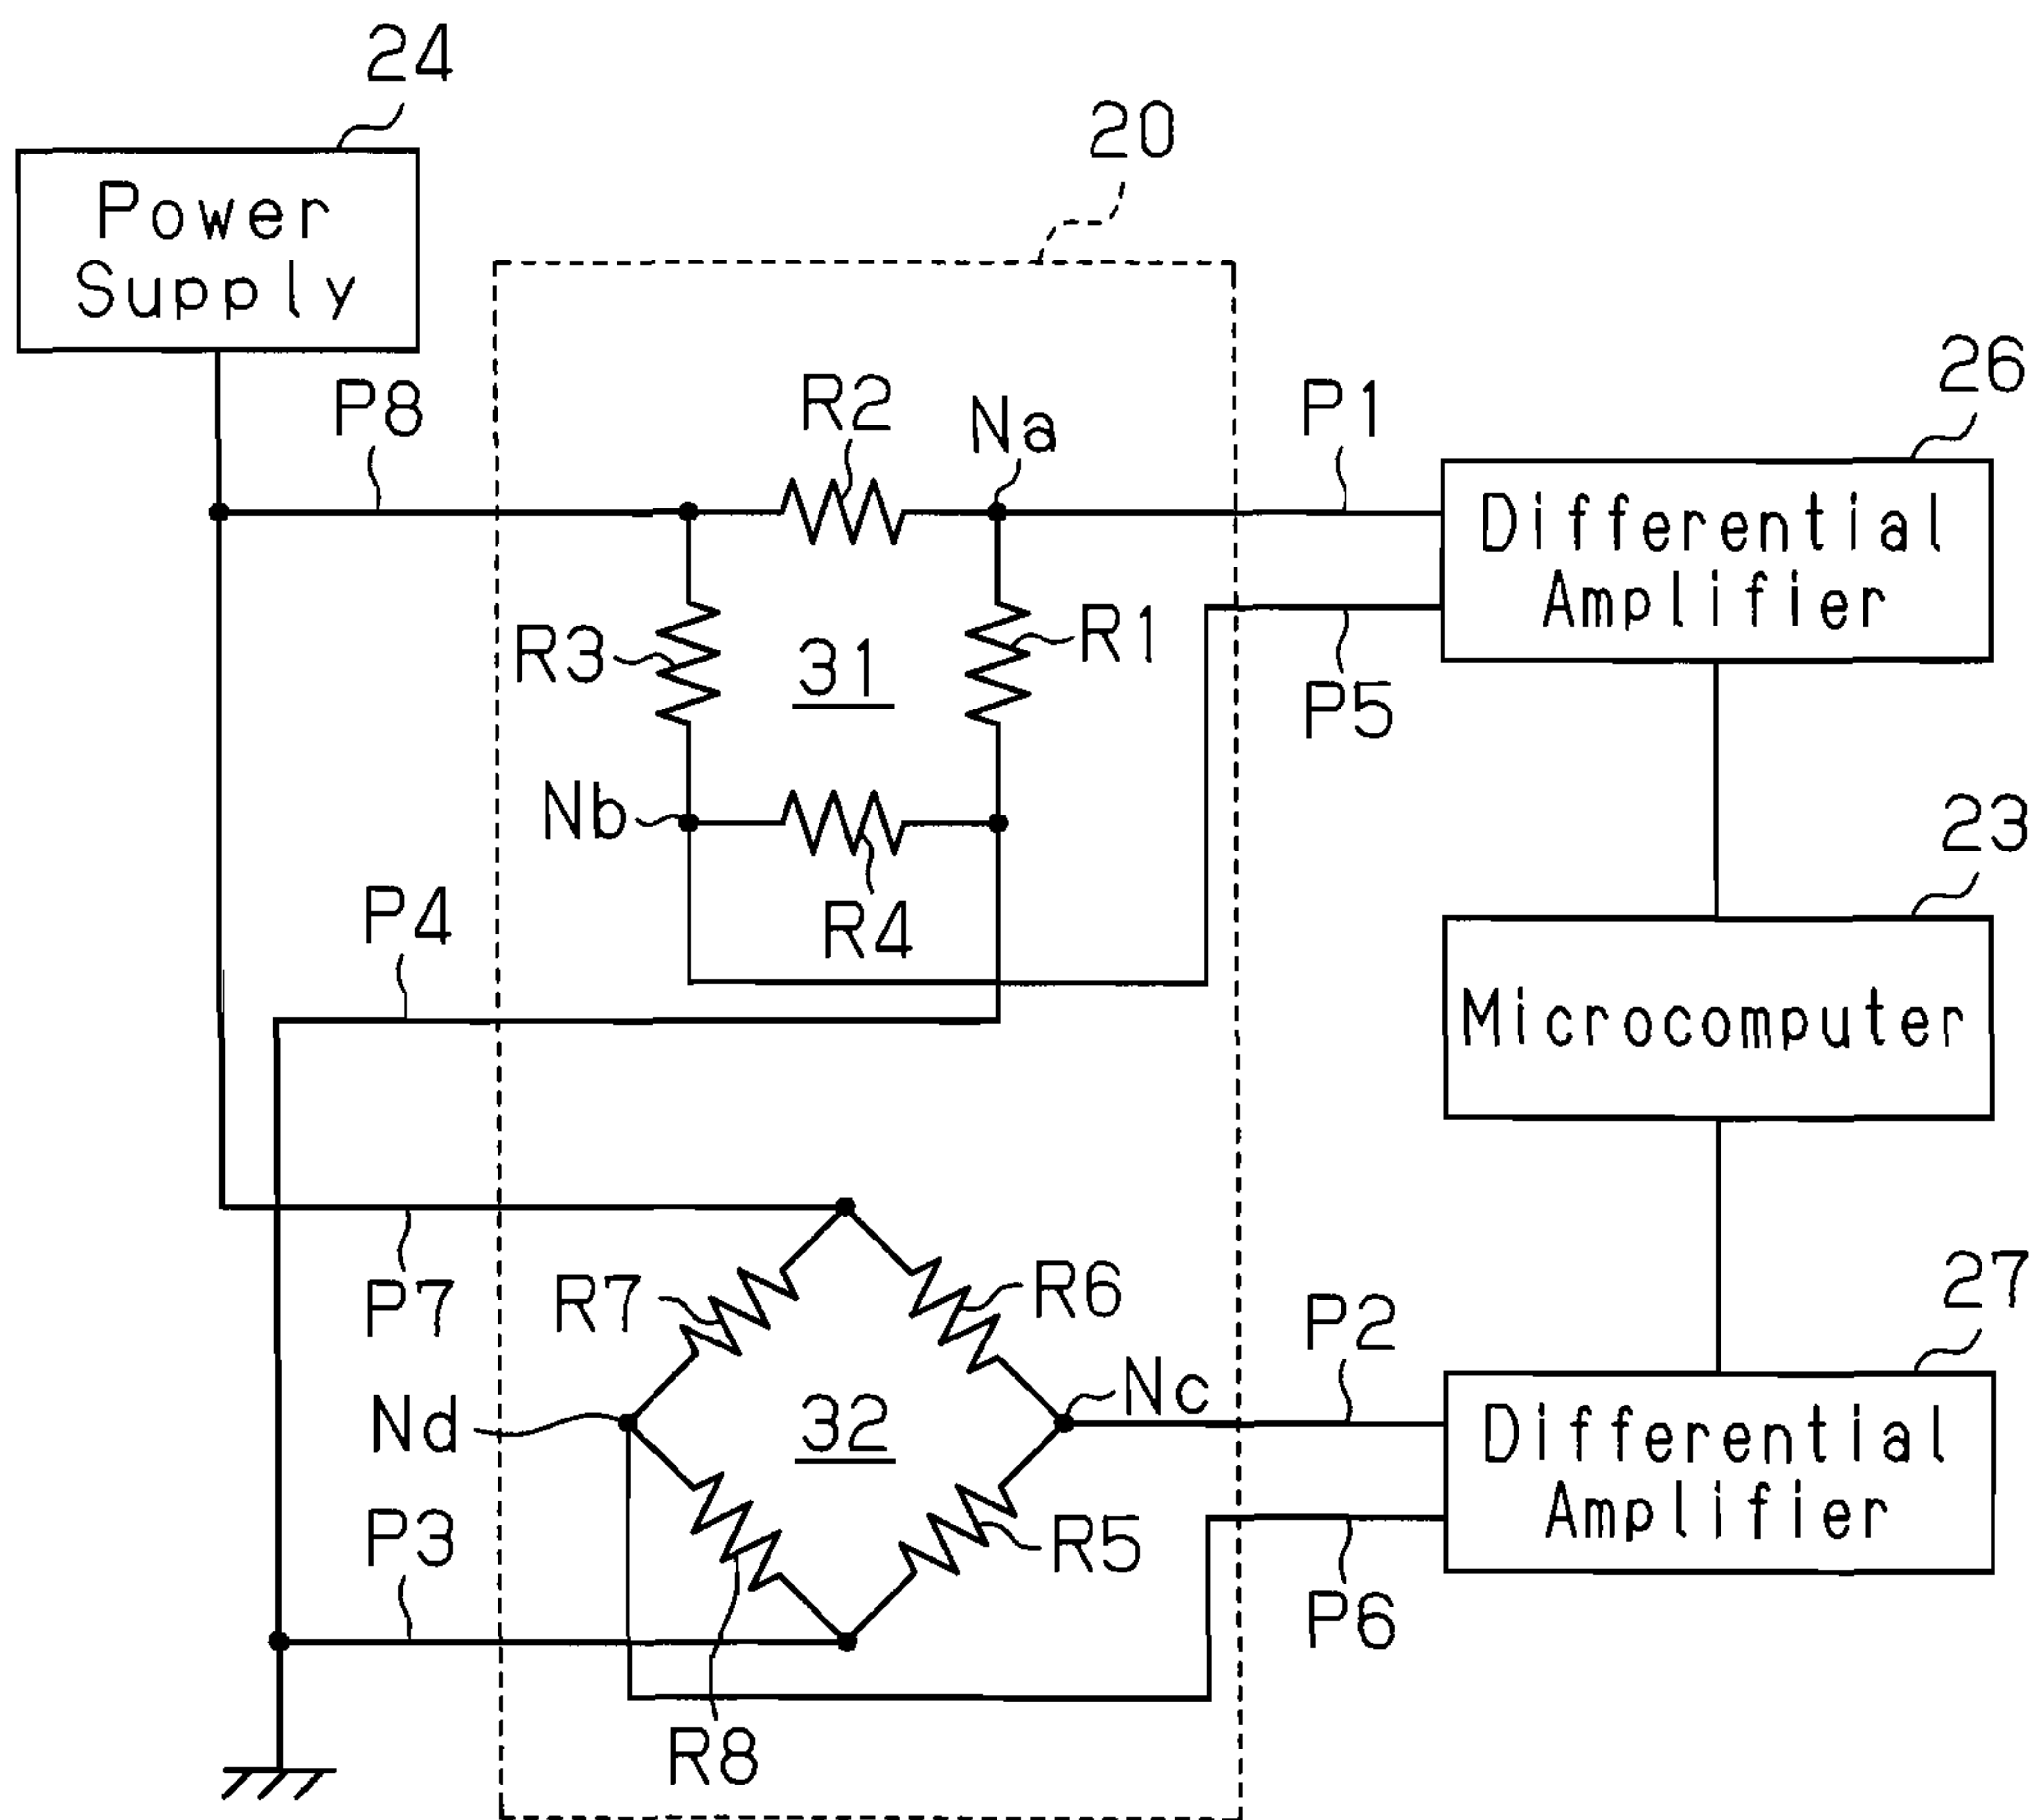 24
20
Power
Supply
26
P8
R2
Na
P1
Differential
Amplifier
R3
31
R1
P5
Nb
23
P4
R4
Microcomputer
27
P7
R7
R6
P2
Nd
32
Nc
Differential
Amplifier
P3
R5
P6
R8